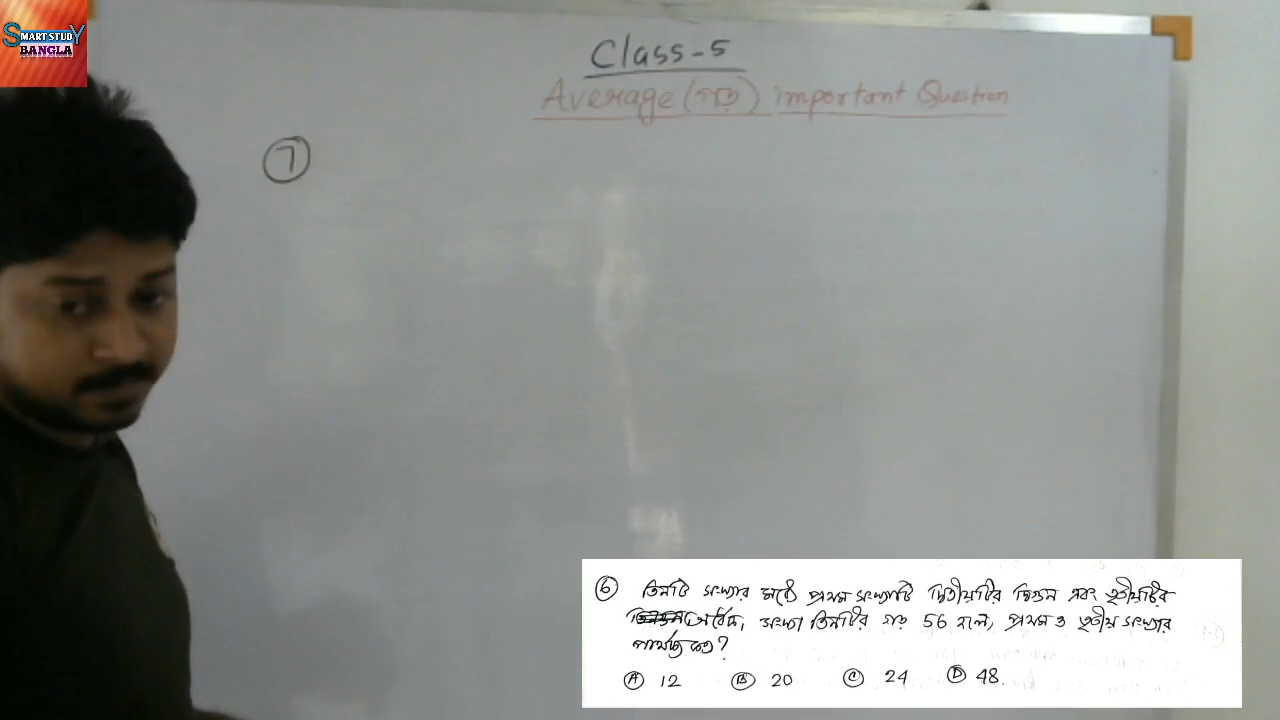 SMART STUDY
BANGLA
Class-5
Average (গড়) important Question
7
6 তিনটি সংখ্যার মধ্যে প্রথম সংখ্যাটি দ্বিতীয়টির দ্বিগুন এবং তৃতীয়টির
অর্ধেক, সংখ্যা তিনটির গড় 56 হলে, প্রথম ও তৃতীয় সংখ্যার
পার্থক্য কত?
A 12 B 20 C 24 D 48.